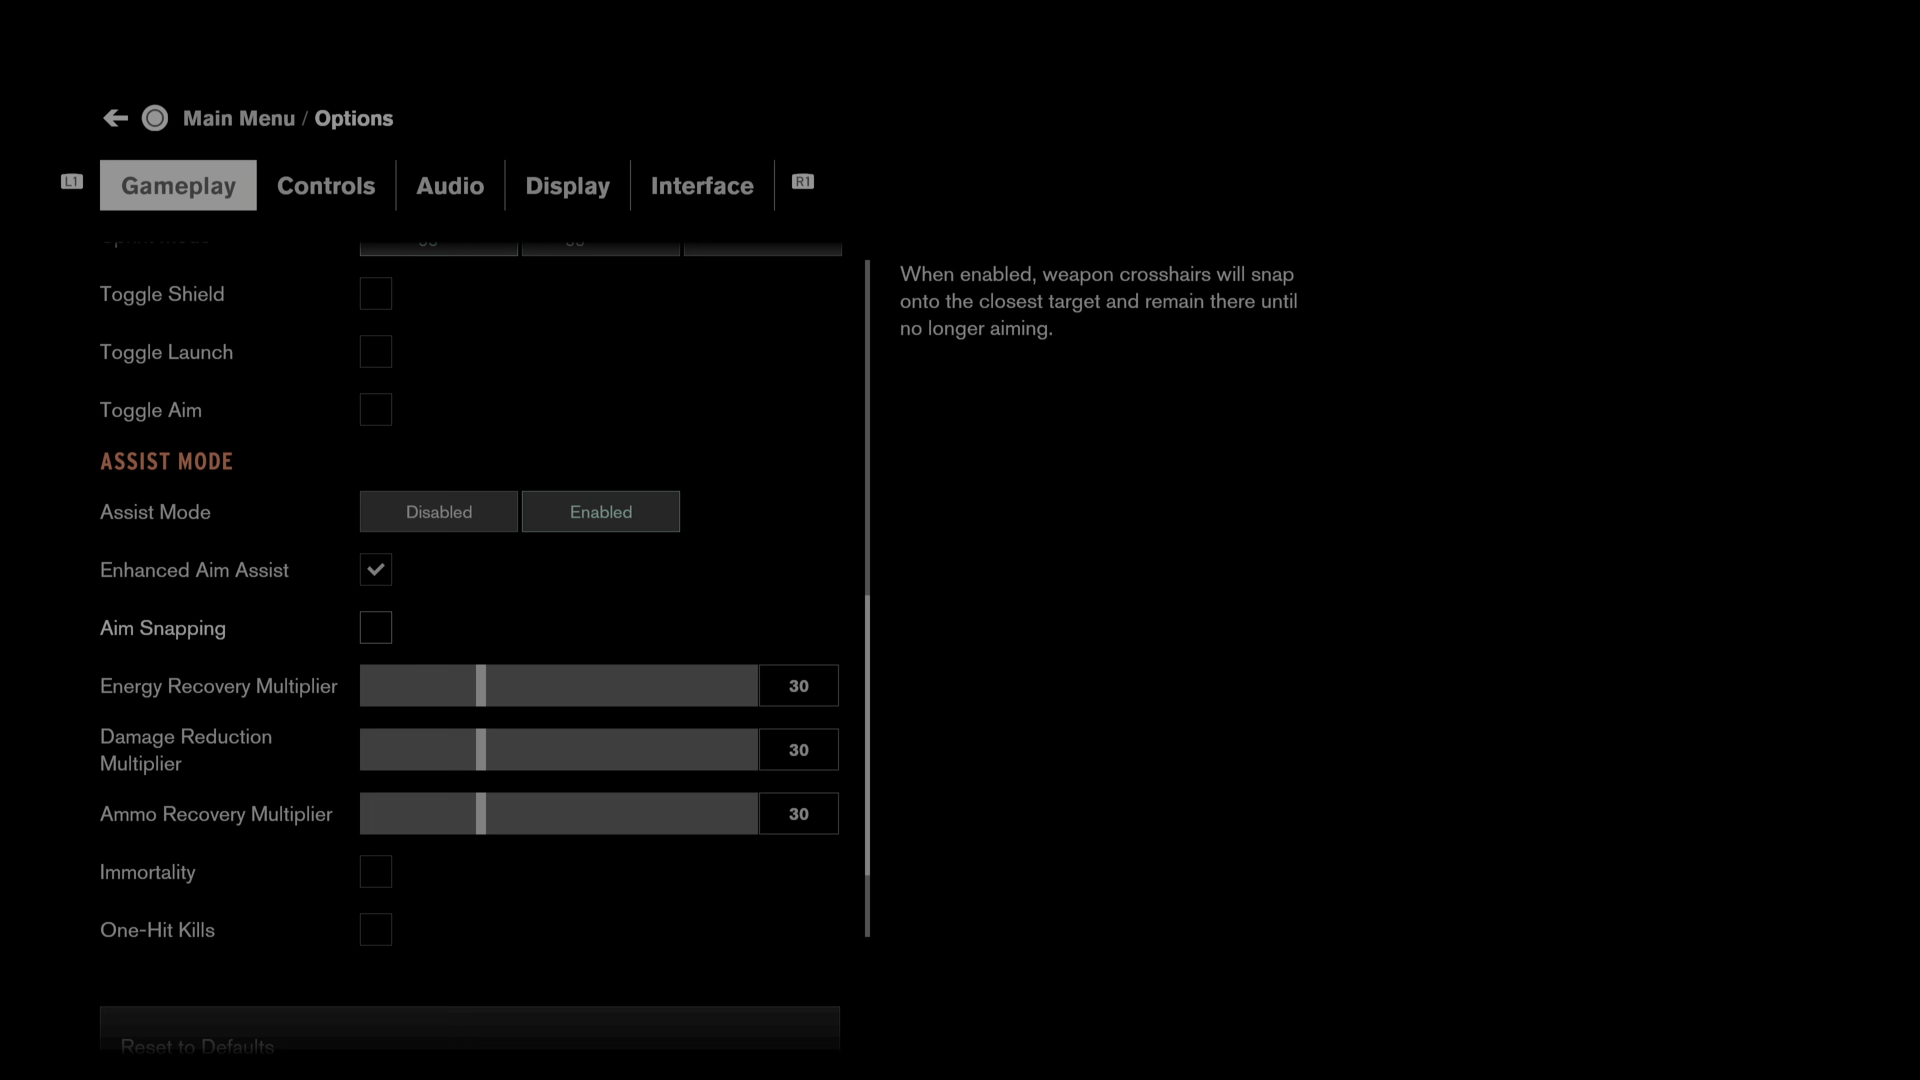 Main Menu / Options
L1 Gameplay Controls Audio Display Interface R1
Toggle Shield
Toggle Launch
Toggle Aim
ASSIST MODE
Assist Mode Disabled Enabled
Enhanced Aim Assist
Aim Snapping
Energy Recovery Multiplier 30
Damage Reduction
Multiplier 30
Ammo Recovery Multiplier 30
Immortality
One-Hit Kills
Reset to Defaults
When enabled, weapon crosshairs will snap
onto the closest target and remain there until
no longer aiming.